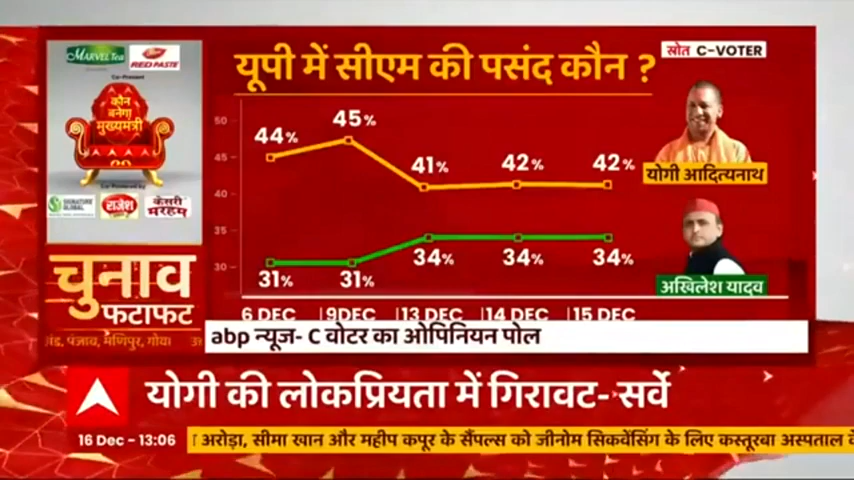 MARVEL TEA
RED PASTE
Co-Present
कौन
बनेगा
मुख्यमंत्री
Co-Powered by
SIGNATURE
GLOBAL
राजेश
केसरी
मरहम
चुनाव
फटाफट
पंजाब, मणिपुर, गोवा
यूपी में सीएम की पसंद कौन ?
स्रोत C-VOTER
50
45
40
35
30
44% 45% 41% 42% 42%
31% 31% 34% 34% 34%
योगी आदित्यनाथ
अखिलेश यादव
6 DEC |9DEC |13 DEC |14 DEC |15 DEC
abp न्यूज- C वोटर का ओपिनियन पोल
योगी की लोकप्रियता में गिरावट- सर्वे
16 Dec - 13:06
अरोड़ा, सीमा खान और महीप कपूर के सैंपल्स को जीनोम सिकवेंसिंग के लिए कस्तूरबा अस्पताल